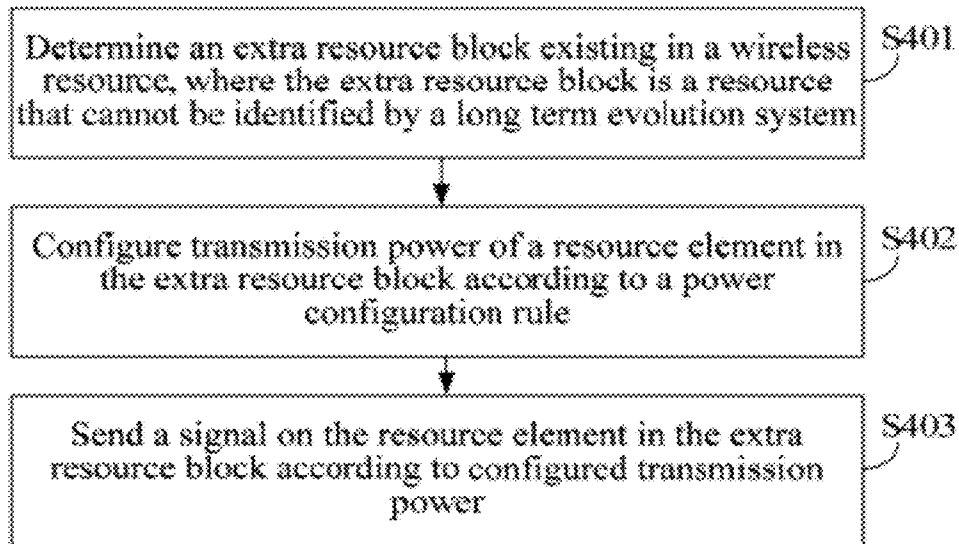 Determine an extra resource block existing in a wireless
resource, where the extra resource block is a resource
that cannot be identified by a long term evolution system
S401
Configure transmission power of a resource element in
the extra resource block according to a power
configuration rule
S402
Send a signal on the resource element in the extra
resource block according to configured transmission
power
S403